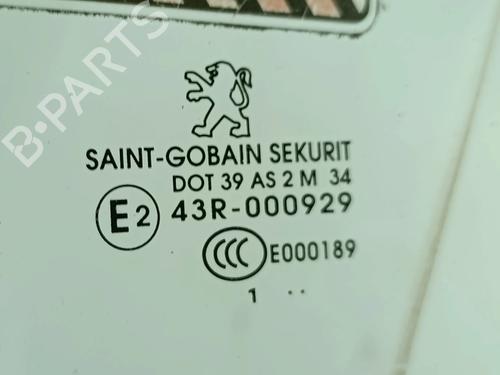 B-PARTS
SAINT-GOBAIN SEKURIT
DOT 39 AS 2 M 34
E2 43R-000929
CCC E000189
1 ..